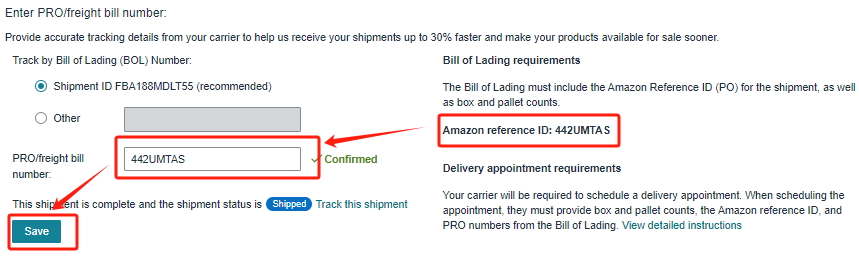 Enter PRO/freight bill number:
Provide accurate tracking details from your carrier to help us receive your shipments up to 30% faster and make your products available for sale sooner.
Track by Bill of Lading (BOL) Number:
Shipment ID FBA188MDLT55 (recommended)
Other
PRO/freight bill
number:
442UMTAS
Confirmed
This shipment is complete and the shipment status is Shipped Track this shipment
Save
Bill of Lading requirements
The Bill of Lading must include the Amazon Reference ID (PO) for the shipment, as well
as box and pallet counts.
Amazon reference ID: 442UMTAS
Delivery appointment requirements
Your carrier will be required to schedule a delivery appointment. When scheduling the
appointment, they must provide box and pallet counts, the Amazon reference ID, and
PRO numbers from the Bill of Lading. View detailed instructions